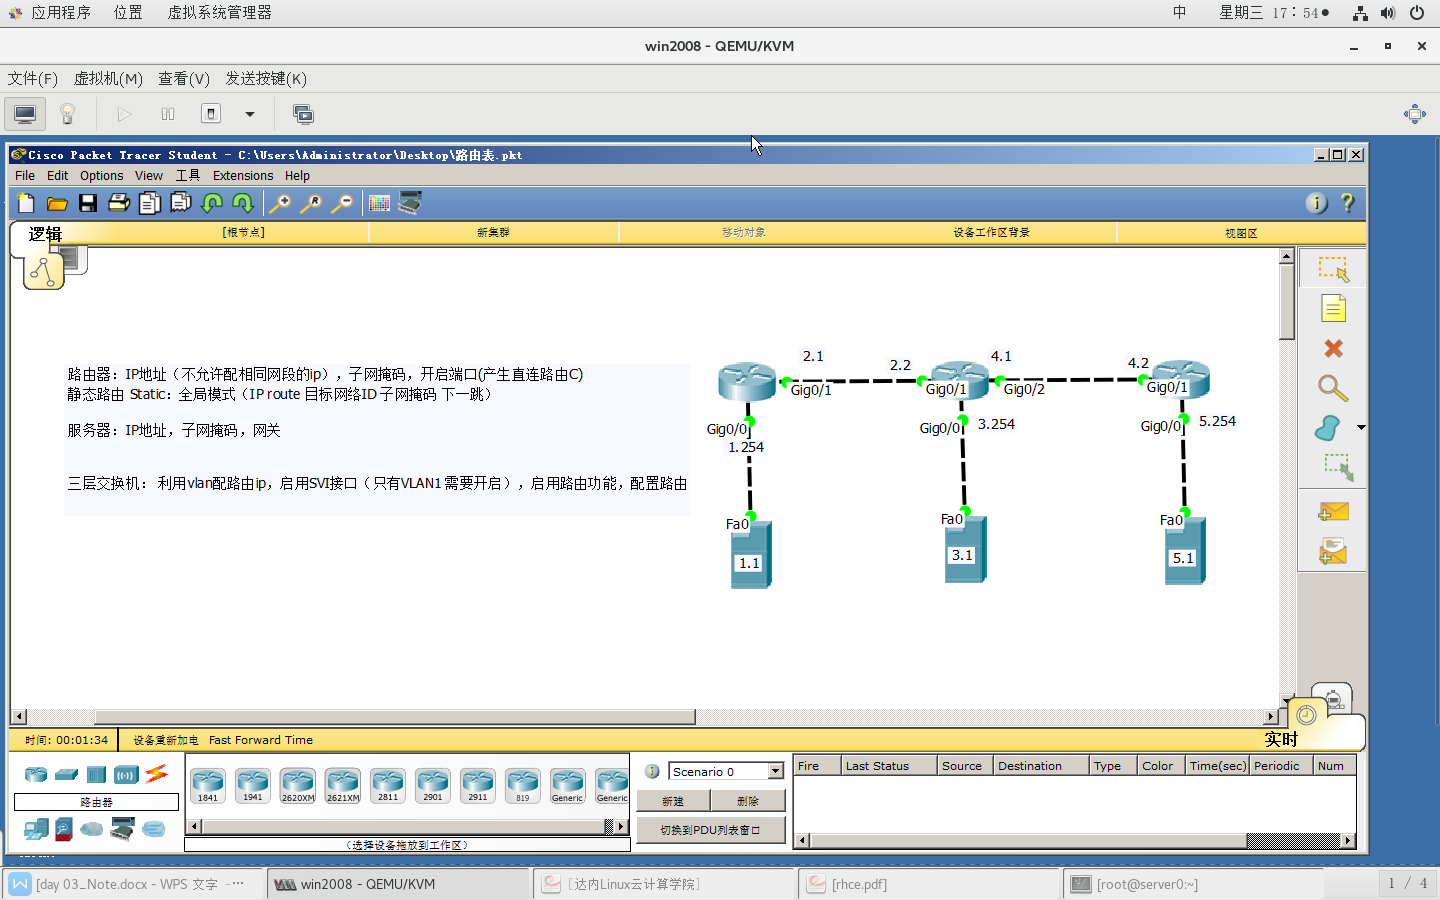 应用程序 位置 虚拟系统管理器 中 星期三 17:54
win2008 - QEMU/KVM
文件(F) 虚拟机(M) 查看(V) 发送按键(K)
Cisco Packet Tracer Student - C:\Users\Administrator\Desktop\路由表.pkt
File Edit Options View 工具 Extensions Help
逻辑 [根节点] 新集群 移动对象 设备工作区背景 视图区
路由器：IP地址（不允许配相同网段的ip），子网掩码，开启端口(产生直连路由C)
静态路由 Static：全局模式（IP route 目标网络ID 子网掩码 下一跳）
服务器：IP地址，子网掩码，网关
三层交换机： 利用vlan配路由ip，启用SVI接口（只有VLAN1需要开启），启用路由功能，配置路由
2.1 2.2 4.1 4.2
Gig0/1 Gig0/1 Gig0/2 Gig0/1
Gig0/0 Gig0/0 3.254 Gig0/0 5.254
1.254
Fa0 Fa0 Fa0
1.1 3.1 5.1
时间: 00:01:34 设备重新加电 Fast Forward Time 实时
1841 1941 2620XM 2621XM 2811 2901 2911 819 Generic Generic
路由器
(选择设备拖放到工作区)
Scenario 0
新建 删除
切换到PDU列表窗口
Fire Last Status Source Destination Type Color Time(sec) Periodic Num
[day 03_Note.docx - WPS 文字 -… win2008 - QEMU/KVM [达内Linux云计算学院] [rhce.pdf] [root@server0:~] 1 / 4